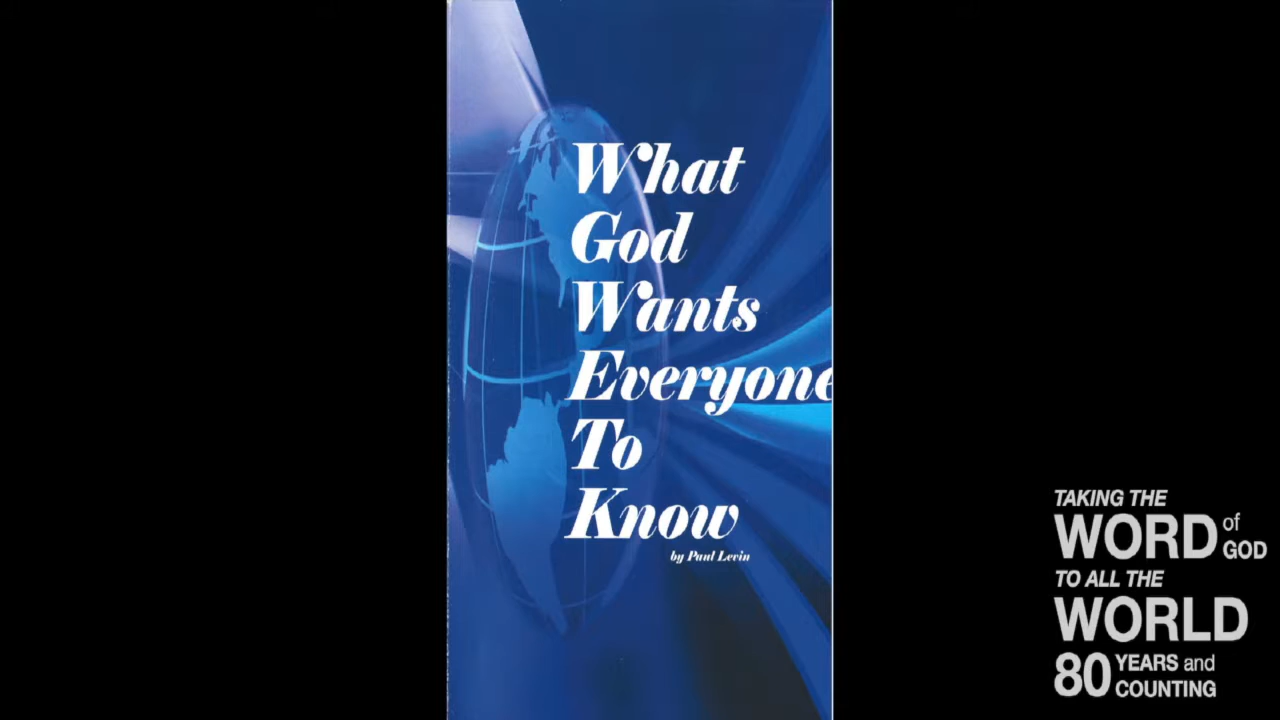 What
God
Wants
Everyone
To
Know
by Paul Levin
TAKING THE
WORD of GOD
TO ALL THE
WORLD
80 YEARS and
COUNTING